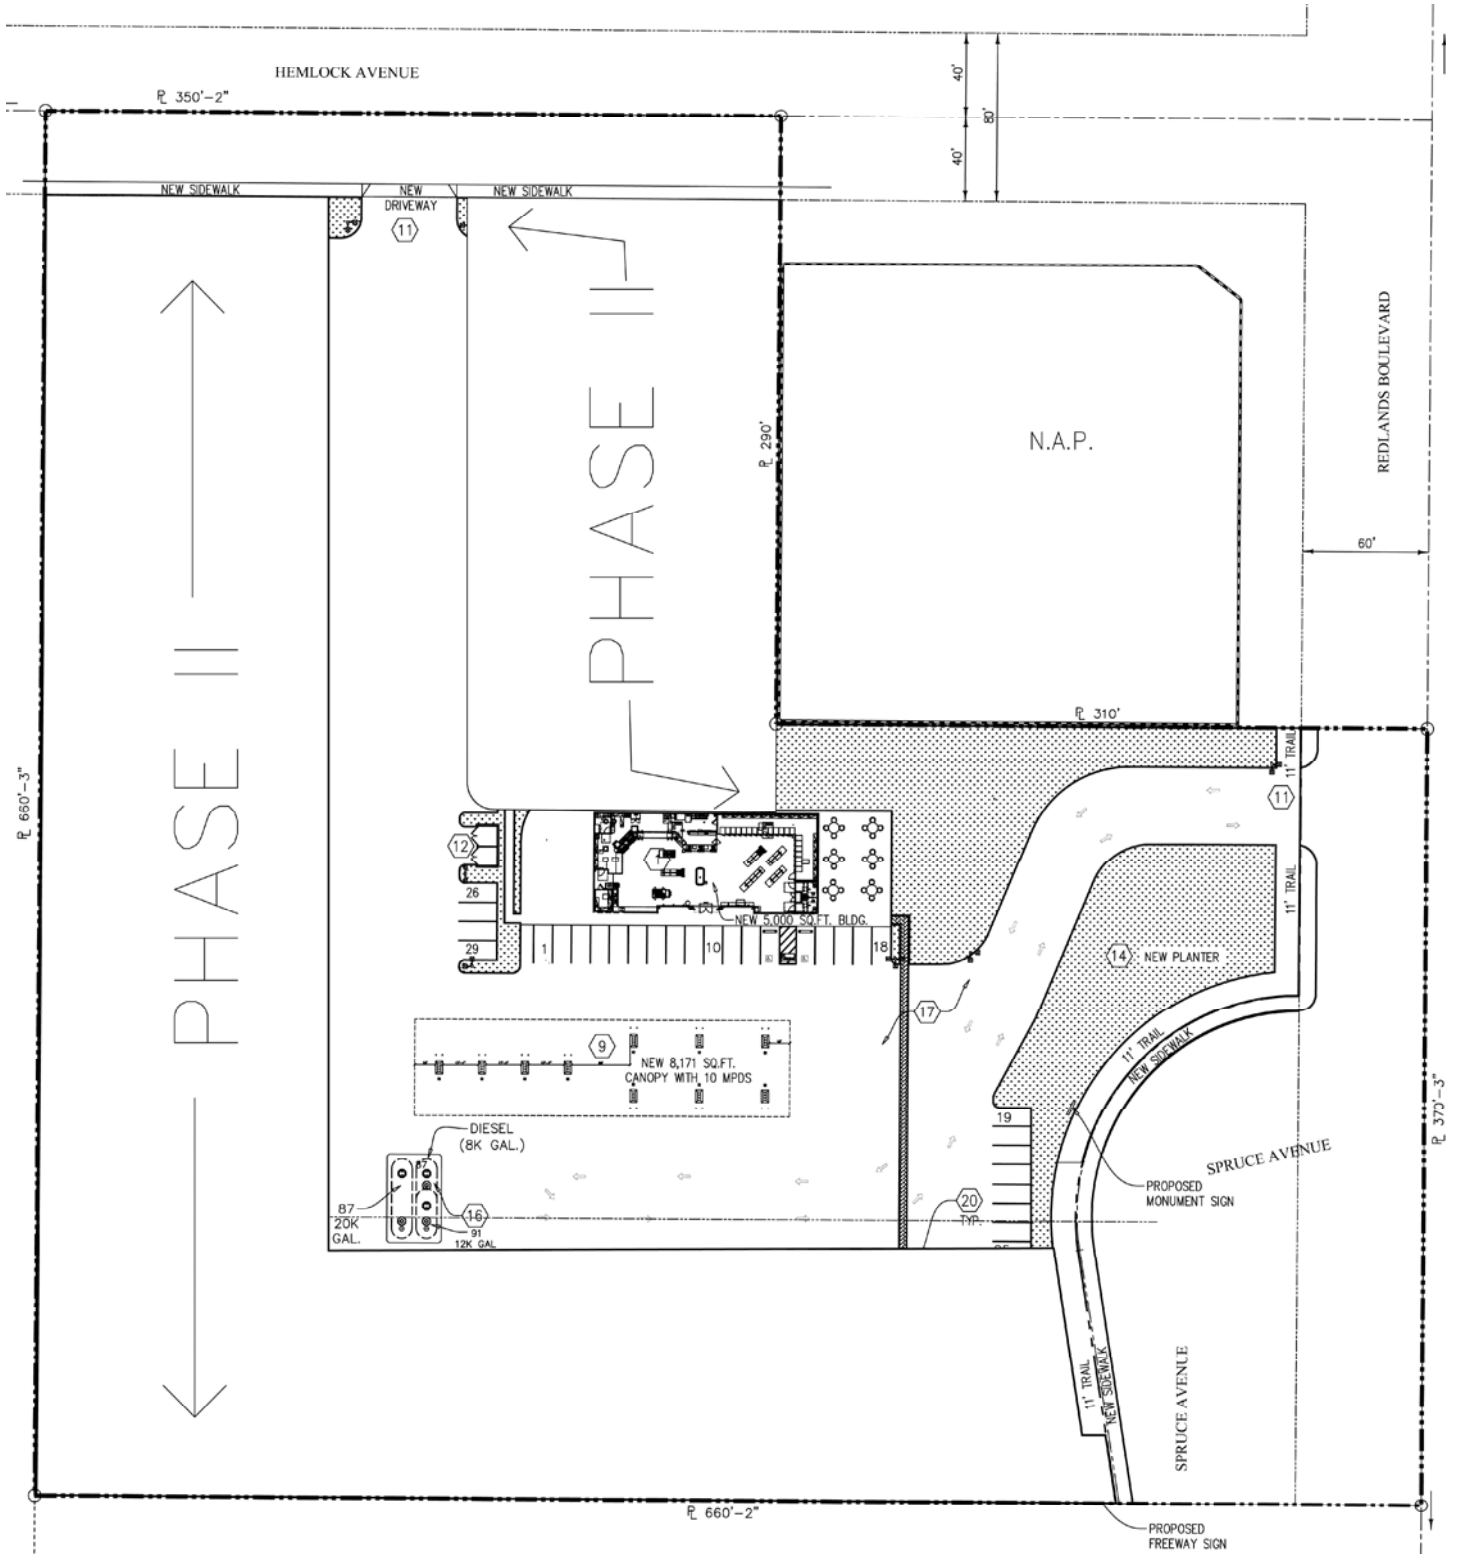 HEMLOCK AVENUE
℄ 350'-2"
40'
80'
40'
NEW SIDEWALK
NEW
DRIVEWAY
NEW SIDEWALK
11
PHASE II
PHASE II
REDLANDS BOULEVARD
N.A.P.
℄ 290'
60'
℄ 310'
11' TRAIL
11
℄ 660'-3"
12
26
29
1
10
18
NEW 5,000 SQ.FT. BLDG.
11' TRAIL
14
NEW PLANTER
17
11' TRAIL
NEW SIDEWALK
9
NEW 8,171 SQ.FT.
CANOPY WITH 10 MPDS
19
DIESEL
(8K GAL.)
87
℄ 370'-3"
SPRUCE AVENUE
PROPOSED
MONUMENT SIGN
87
20K
GAL.
16
91
12K GAL
20
TYP.
11' TRAIL
NEW SIDEWALK
SPRUCE AVENUE
℄ 660'-2"
PROPOSED
FREEWAY SIGN